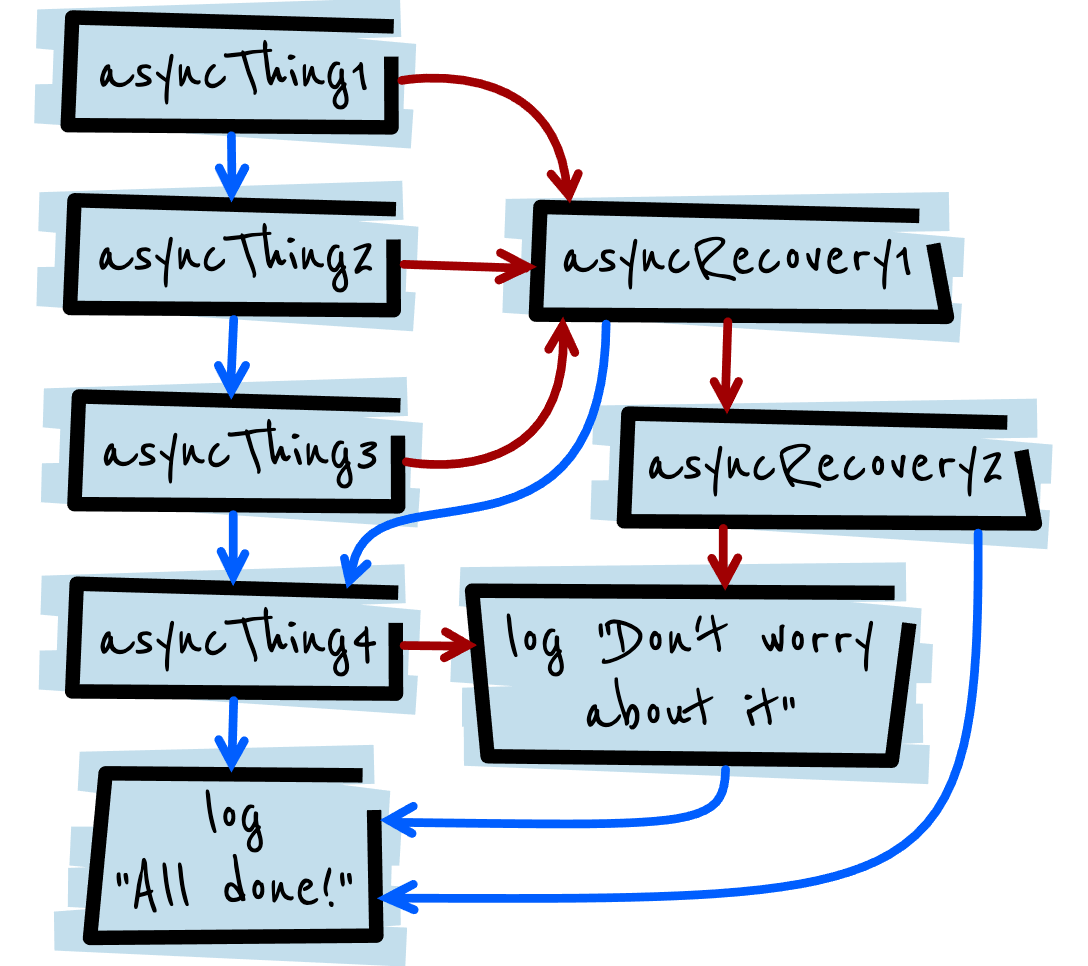 asyncThing1
asyncThing2
asyncRecovery1
asyncThing3
asyncRecovery2
asyncThing4
log "Don't worry
about it"
log
"All done!"